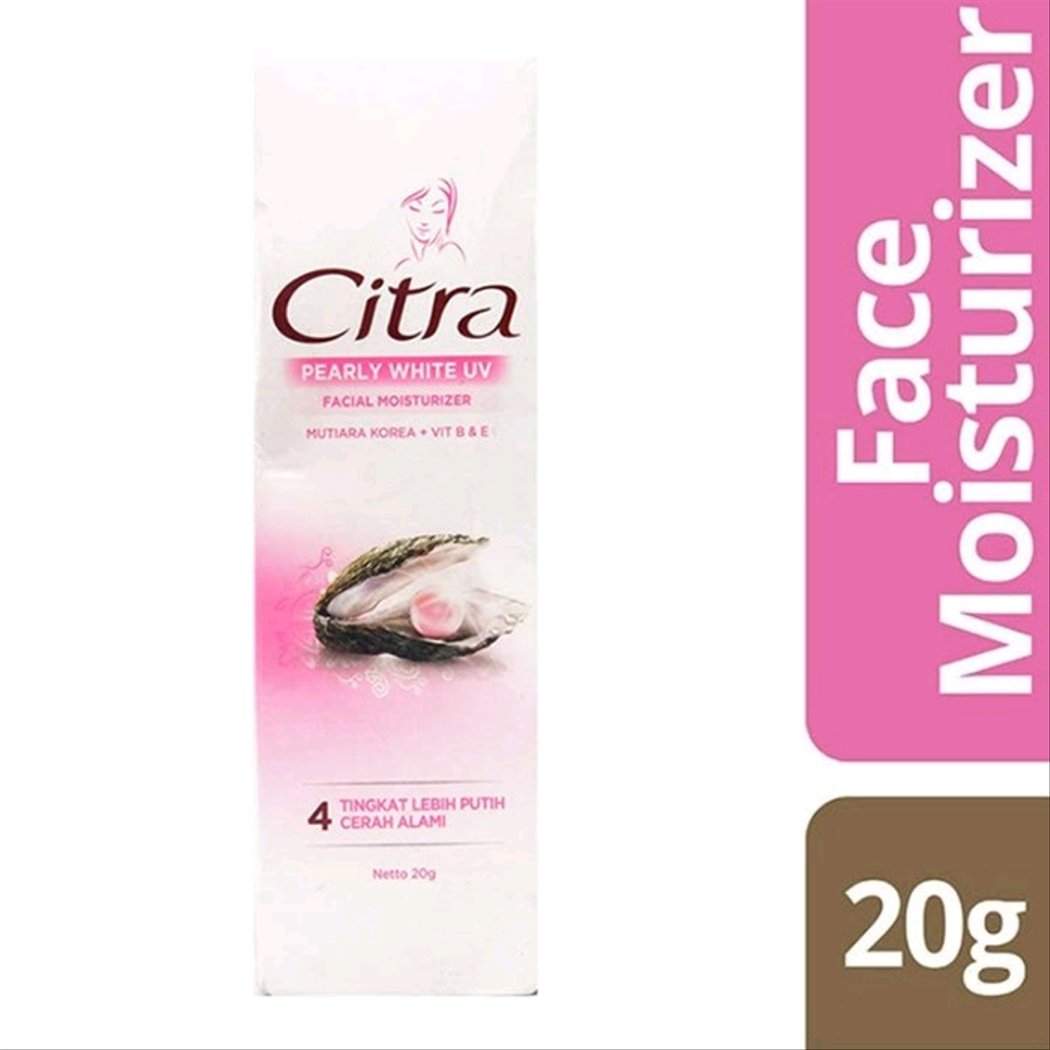 Citra
PEARLY WHITE UV
FACIAL MOISTURIZER
MUTIARA KOREA + VIT B & E
4 TINGKAT LEBIH PUTIH
CERAH ALAMI
Netto 20g
Face
Moisturizer
20g